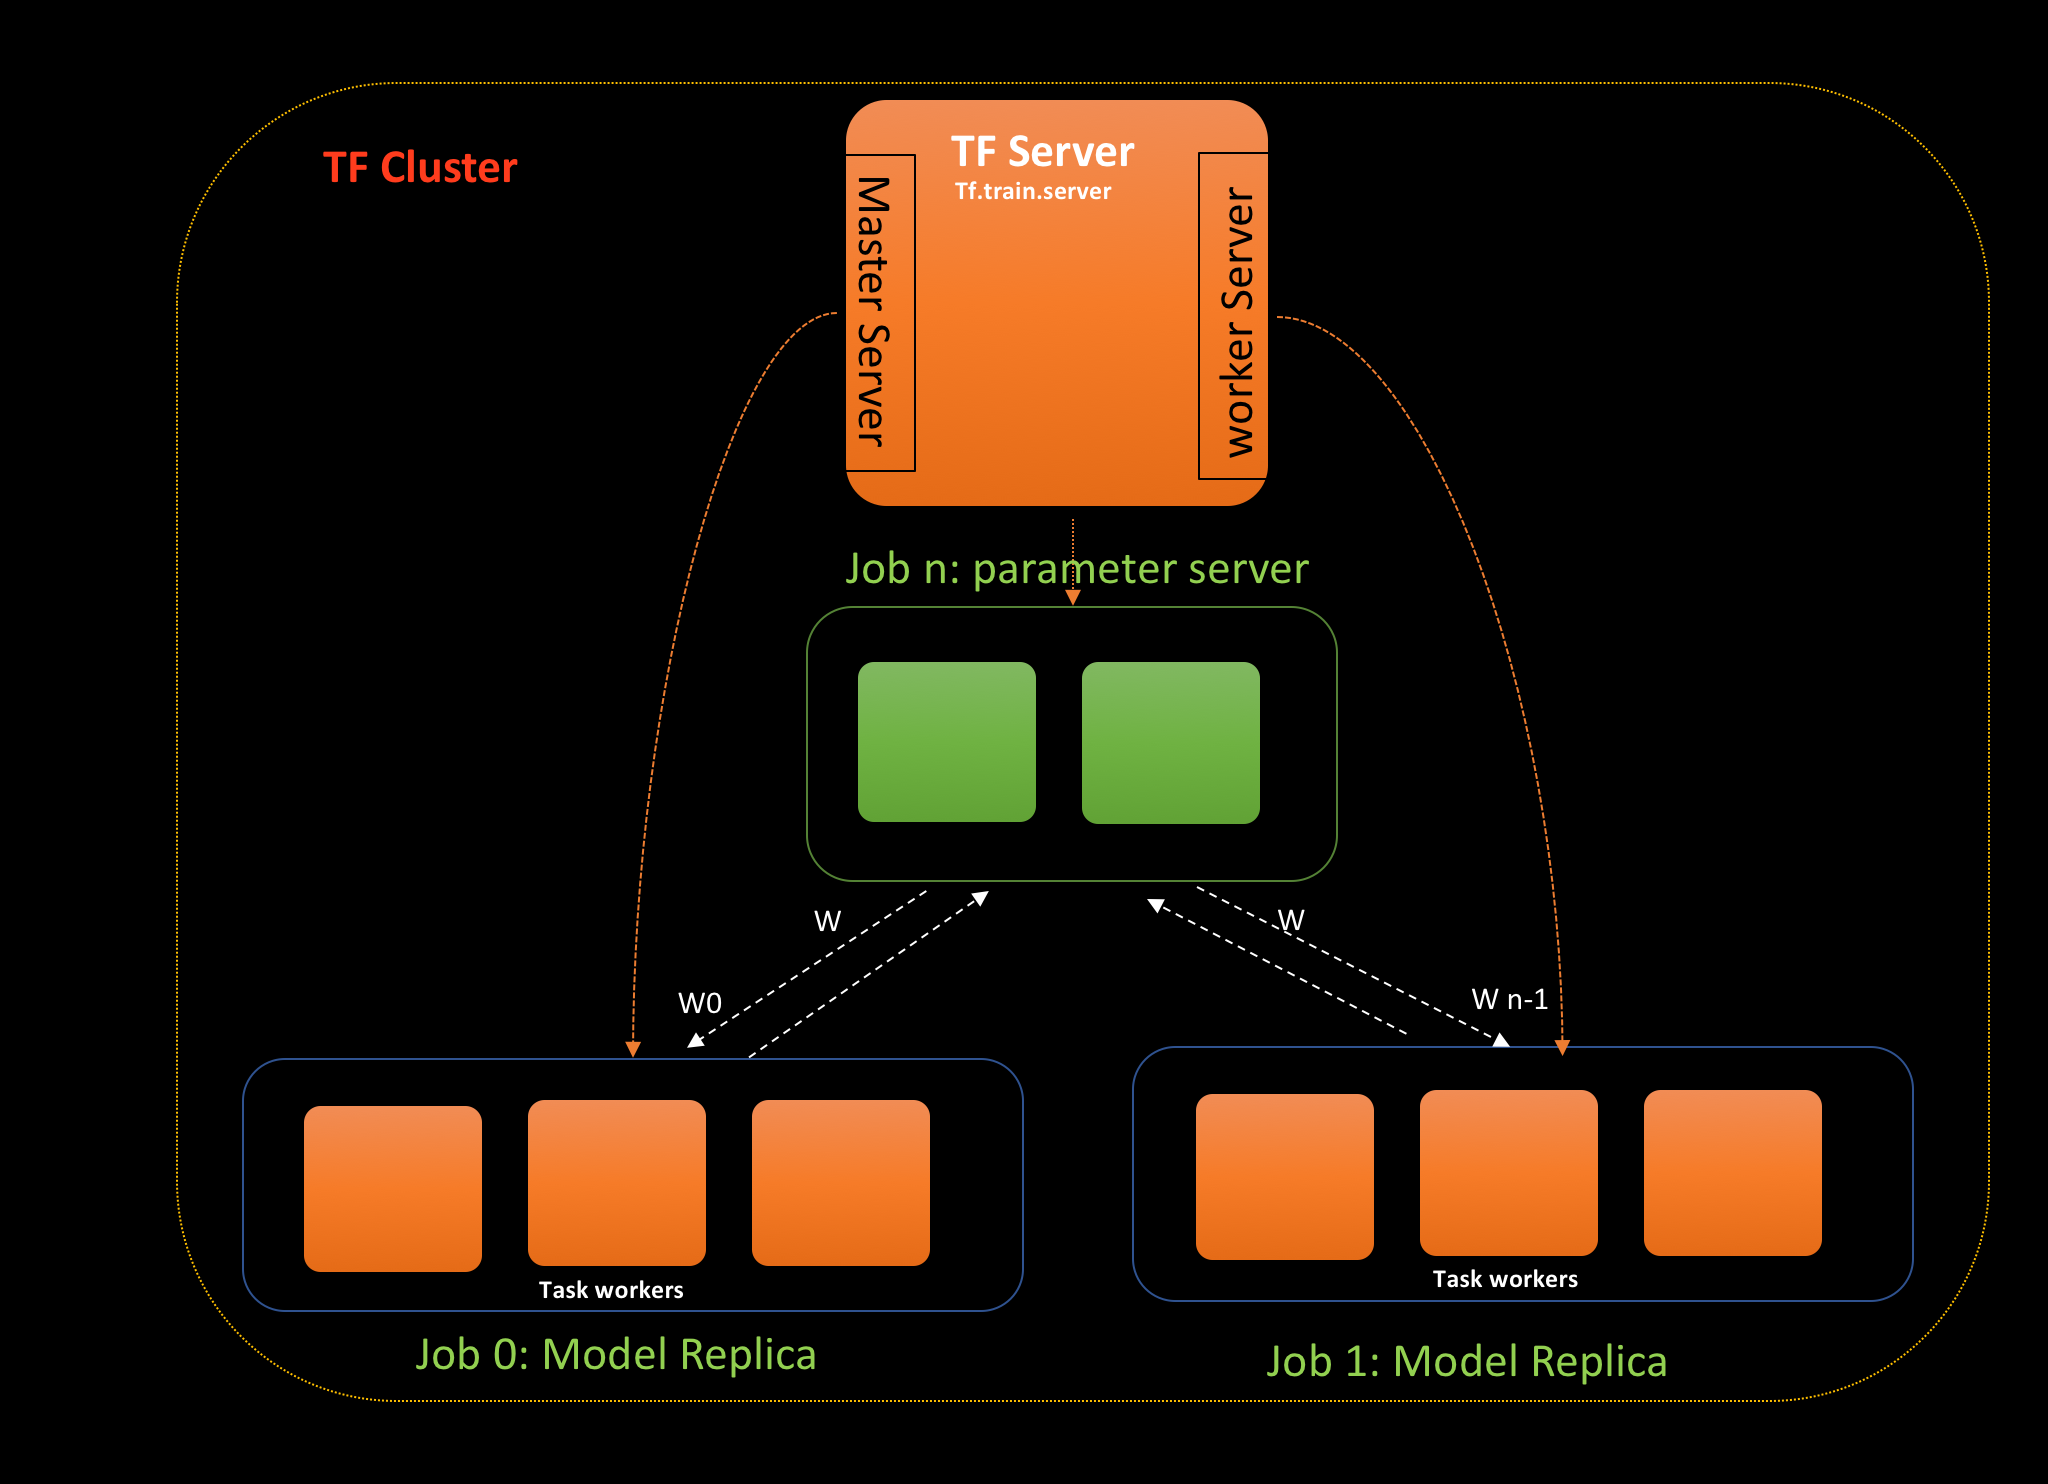 TF Cluster
TF Server
Tf.train.server
Master Server
worker Server
Job n: parameter server
W
W
W0
W n-1
Task workers
Task workers
Job 0: Model Replica
Job 1: Model Replica